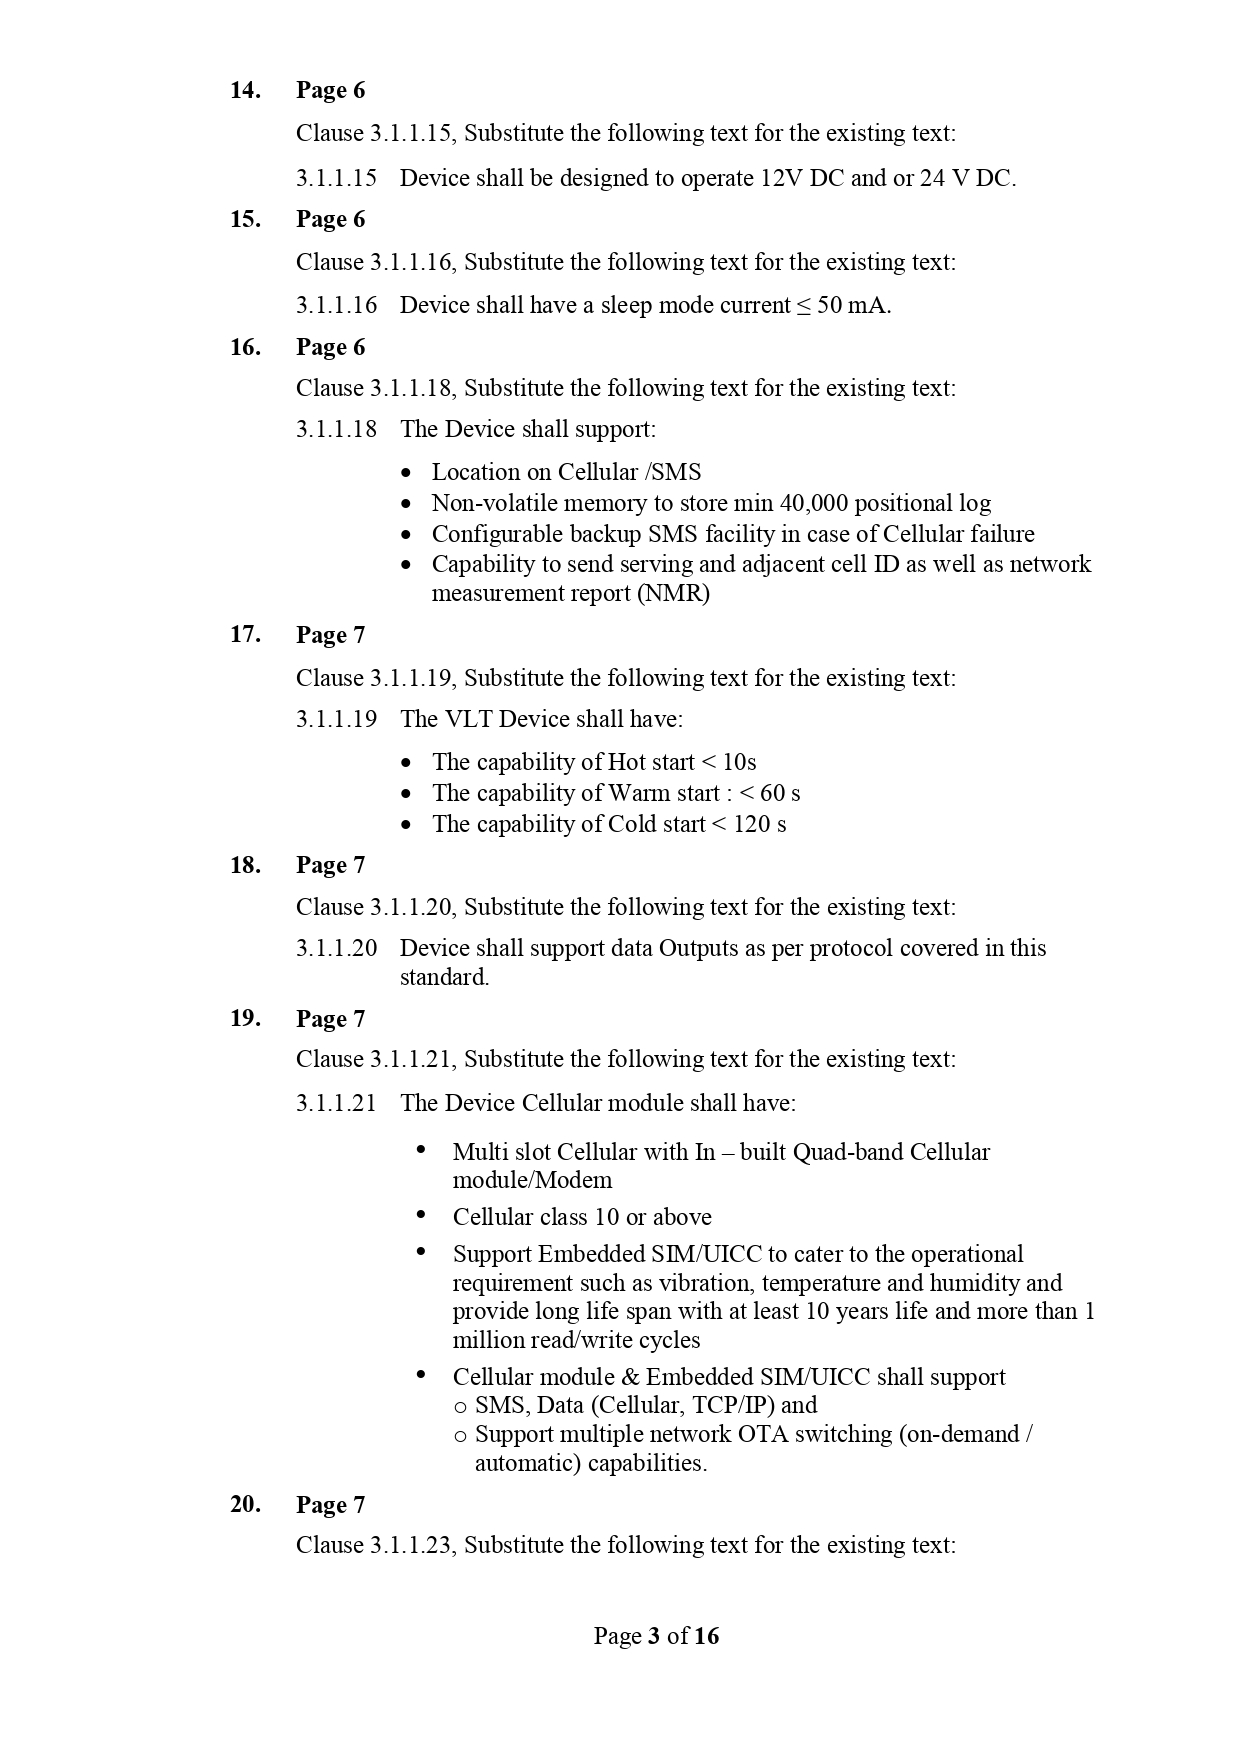 14. Page 6
Clause 3.1.1.15, Substitute the following text for the existing text:
3.1.1.15 Device shall be designed to operate 12V DC and or 24 V DC.
15. Page 6
Clause 3.1.1.16, Substitute the following text for the existing text:
3.1.1.16 Device shall have a sleep mode current ≤ 50 mA.
16. Page 6
Clause 3.1.1.18, Substitute the following text for the existing text:
3.1.1.18 The Device shall support:
• Location on Cellular /SMS
• Non-volatile memory to store min 40,000 positional log
• Configurable backup SMS facility in case of Cellular failure
• Capability to send serving and adjacent cell ID as well as network
measurement report (NMR)
17. Page 7
Clause 3.1.1.19, Substitute the following text for the existing text:
3.1.1.19 The VLT Device shall have:
• The capability of Hot start < 10s
• The capability of Warm start : < 60 s
• The capability of Cold start < 120 s
18. Page 7
Clause 3.1.1.20, Substitute the following text for the existing text:
3.1.1.20 Device shall support data Outputs as per protocol covered in this
standard.
19. Page 7
Clause 3.1.1.21, Substitute the following text for the existing text:
3.1.1.21 The Device Cellular module shall have:
• Multi slot Cellular with In – built Quad-band Cellular
module/Modem
• Cellular class 10 or above
• Support Embedded SIM/UICC to cater to the operational
requirement such as vibration, temperature and humidity and
provide long life span with at least 10 years life and more than 1
million read/write cycles
• Cellular module & Embedded SIM/UICC shall support
o SMS, Data (Cellular, TCP/IP) and
o Support multiple network OTA switching (on-demand /
automatic) capabilities.
20. Page 7
Clause 3.1.1.23, Substitute the following text for the existing text:
Page 3 of 16